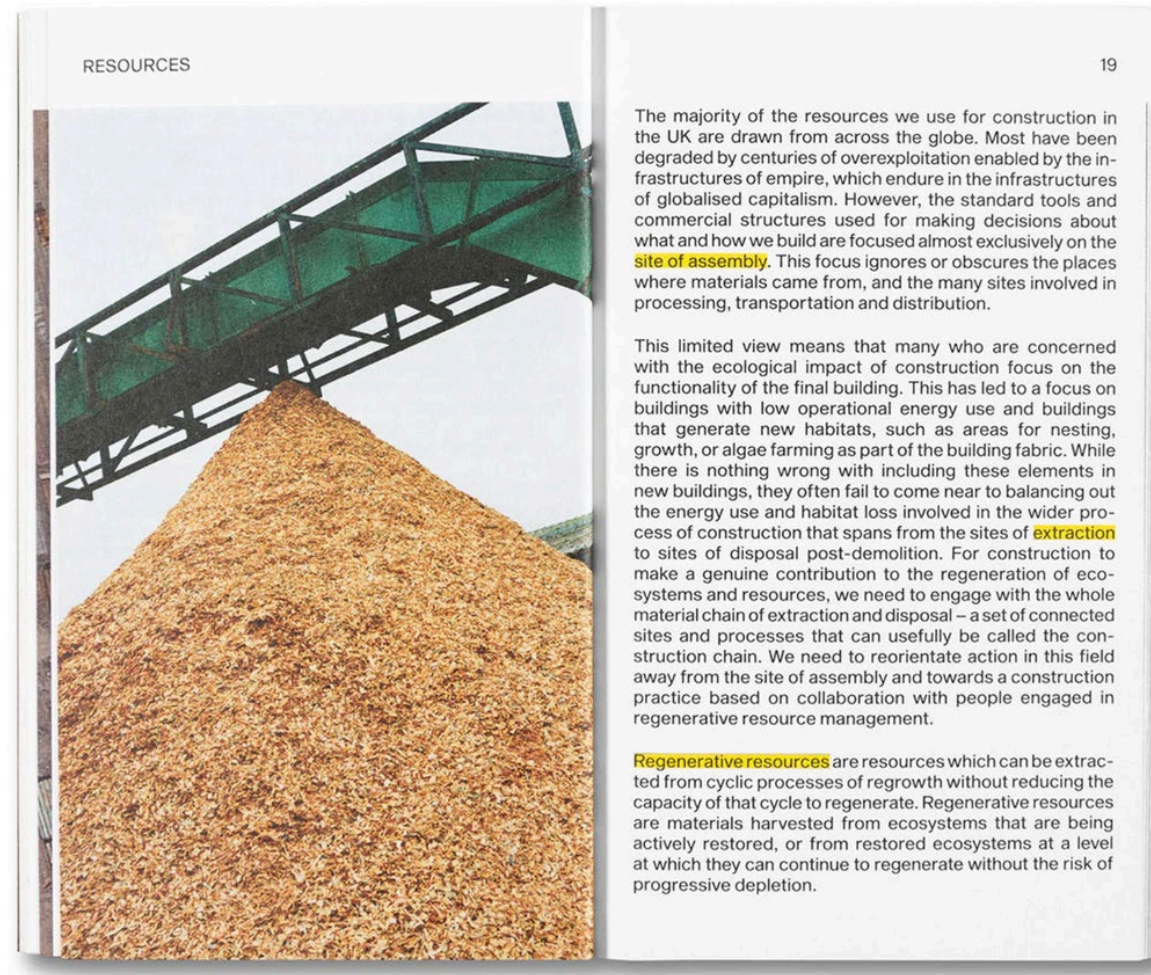 RESOURCES
19
The majority of the resources we use for construction in
the UK are drawn from across the globe. Most have been
degraded by centuries of overexploitation enabled by the in-
frastructures of empire, which endure in the infrastructures
of globalised capitalism. However, the standard tools and
commercial structures used for making decisions about
what and how we build are focused almost exclusively on the
site of assembly. This focus ignores or obscures the places
where materials came from, and the many sites involved in
processing, transportation and distribution.
This limited view means that many who are concerned
with the ecological impact of construction focus on the
functionality of the final building. This has led to a focus on
buildings with low operational energy use and buildings
that generate new habitats, such as areas for nesting,
growth, or algae farming as part of the building fabric. While
there is nothing wrong with including these elements in
new buildings, they often fail to come near to balancing out
the energy use and habitat loss involved in the wider pro-
cess of construction that spans from the sites of extraction
to sites of disposal post-demolition. For construction to
make a genuine contribution to the regeneration of eco-
systems and resources, we need to engage with the whole
material chain of extraction and disposal – a set of connected
sites and processes that can usefully be called the con-
struction chain. We need to reorientate action in this field
away from the site of assembly and towards a construction
practice based on collaboration with people engaged in
regenerative resource management.
Regenerative resources are resources which can be extrac-
ted from cyclic processes of regrowth without reducing the
capacity of that cycle to regenerate. Regenerative resources
are materials harvested from ecosystems that are being
actively restored, or from restored ecosystems at a level
at which they can continue to regenerate without the risk of
progressive depletion.